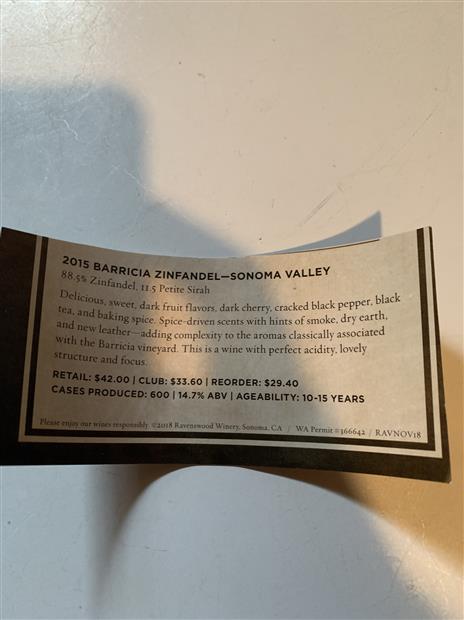 2015 BARRICIA ZINFANDEL—SONOMA VALLEY
88.5% Zinfandel, 11.5 Petite Sirah
Delicious, sweet, dark fruit flavors, dark cherry, cracked black pepper, black
tea, and baking spice. Spice-driven scents with hints of smoke, dry earth,
and new leather—adding complexity to the aromas classically associated
with the Barricia vineyard. This is a wine with perfect acidity, lovely
structure and focus.
RETAIL: $42.00 | CLUB: $33.60 | REORDER: $29.40
CASES PRODUCED: 600 | 14.7% ABV | AGEABILITY: 10-15 YEARS
Please enjoy our wines responsibly. ©2018 Ravenswood Winery, Sonoma, CA / WA Permit #366642 / RAVNOV18